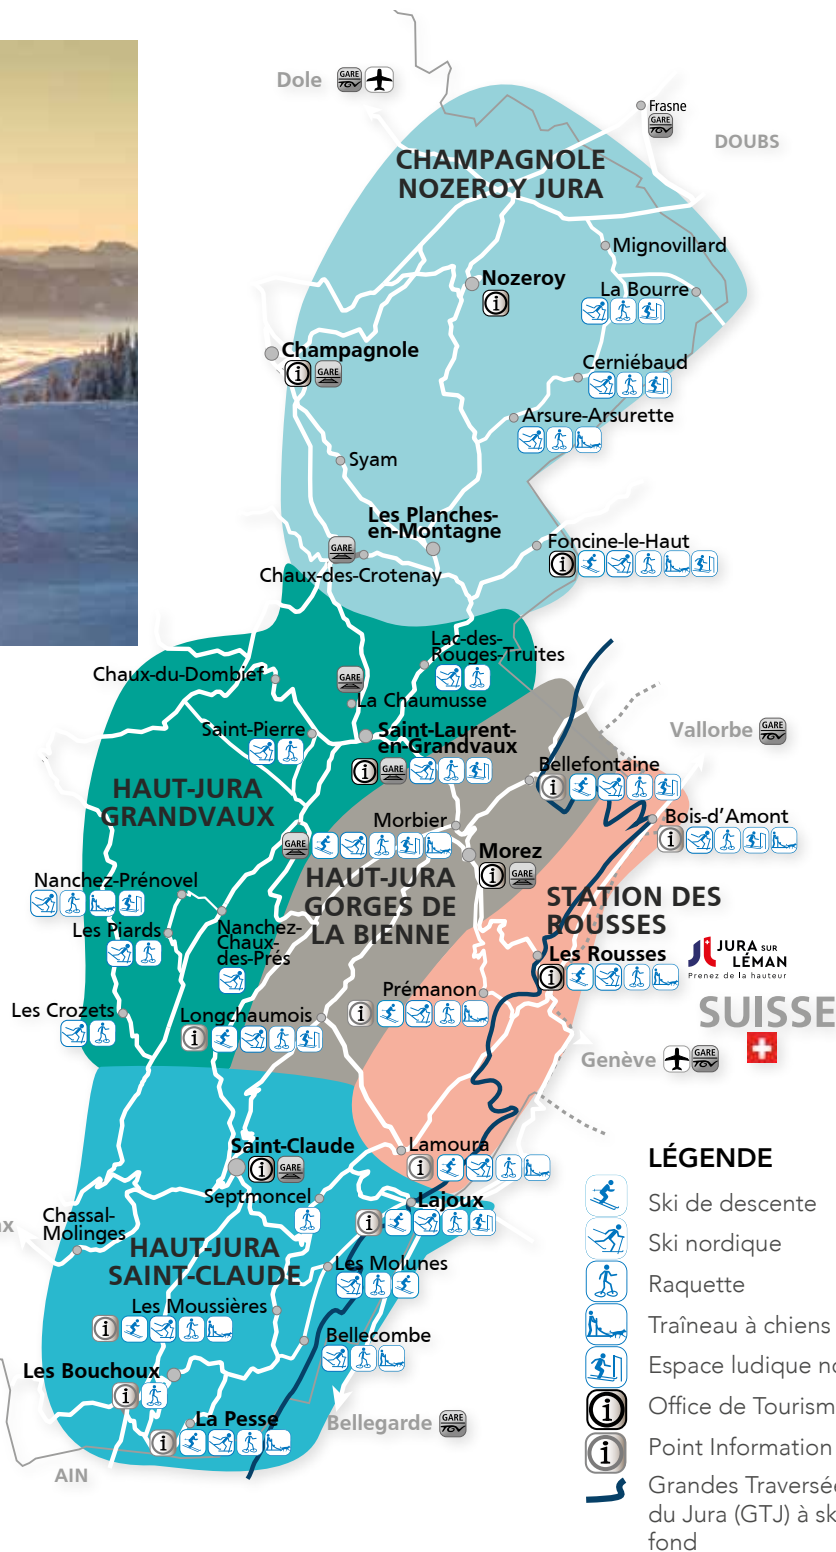 Dole
GARE
TGV
Frasne
GARE
TGV
DOUBS
CHAMPAGNOLE
NOZEROY JURA
Mignovillard
Nozeroy
La Bourre
Champagnole
GARE
Cerniébaud
Arsure-Arsurette
Syam
Les Planches-
en-Montagne
GARE
Foncine-le-Haut
Chaux-des-Crotenay
Lac-des-
Rouges-Truites
Chaux-du-Dombief
GARE
La Chaumusse
Saint-Pierre
Saint-Laurent-
en-Grandvaux
GARE
Vallorbe
GARE
TGV
Bellefontaine
HAUT-JURA
GRANDVAUX
Bois-d'Amont
Morbier
GARE
Morez
GARE
HAUT-JURA
GORGES DE
LA BIENNE
Nanchez-Prénovel
STATION DES
ROUSSES
Les Piards
Nanchez-
Chaux-
des-Prés
Les Rousses
JURA SUR
LÉMAN
Prenez de la hauteur
Prémanon
Les Crozets
Longchaumois
SUISSE
Genève
GARE
TGV
Saint-Claude
GARE
Lamoura
Septmoncel
Lajoux
Chassal-
Molinges
HAUT-JURA
SAINT-CLAUDE
Les Molunes
Les Moussières
Bellecombe
Les Bouchoux
La Pesse
Bellegarde
GARE
TGV
AIN
LÉGENDE
Ski de descente
Ski nordique
Raquette
Traîneau à chiens
Espace ludique
Office de
Point Information
Grandes
du Jura (GTJ) à
fond